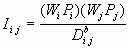 I_{ij} = \frac{(W_i P_i)(W_j P_j)}{D_{ij}^b}